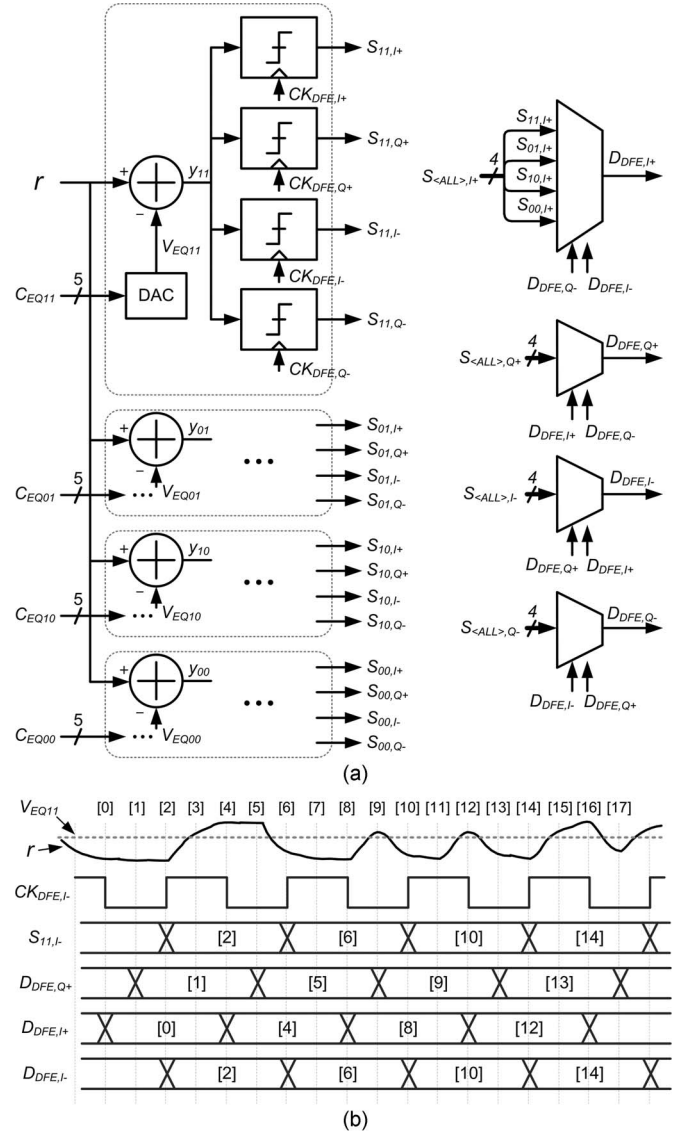 S11,I+
CKDFE,I+
S11,Q+
CKDFE,Q+
r
+
−
y11
VEQ11
S11,I-
CKDFE,I-
CEQ11
5
DAC
S11,Q-
CKDFE,Q-
S<ALL>,I+
4
S11,I+
S01,I+
S10,I+
S00,I+
DDFE,I+
DDFE,Q- DDFE,I-
S<ALL>,Q+
4
DDFE,Q+
DDFE,I+ DDFE,Q-
S<ALL>,I-
4
DDFE,I-
DDFE,Q+ DDFE,I+
S<ALL>,Q-
4
DDFE,Q-
DDFE,I- DDFE,Q+
+
−
y01
•••
CEQ01
5
•••
VEQ01
S01,I+
S01,Q+
S01,I-
S01,Q-
+
−
y10
•••
CEQ10
5
•••
VEQ10
S10,I+
S10,Q+
S10,I-
S10,Q-
+
−
y00
•••
CEQ00
5
•••
VEQ00
S00,I+
S00,Q+
S00,I-
S00,Q-
(a)
VEQ11
[0] [1] [2] [3] [4] [5] [6] [7] [8] [9] [10] [11] [12] [13] [14] [15] [16] [17]
r
CKDFE,I-
S11,I- [2] [6] [10] [14]
DDFE,Q+ [1] [5] [9] [13]
DDFE,I+ [0] [4] [8] [12]
DDFE,I- [2] [6] [10] [14]
(b)